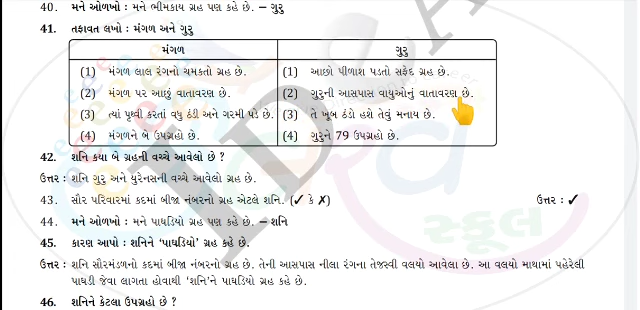 40. મને ઓળખો : મને ભીમકાય ગ્રહ પણ કહે છે. – ગુરુ
41. તફાવત લખો : મંગળ અને ગુરુ
મંગળ ગુરુ
(1) મંગળ લાલ રંગનો ચમકતો ગ્રહ છે. (1) આછો પીળાશ પડતો સફેદ ગ્રહ છે.
(2) મંગળ પર આછું વાતાવરણ છે. (2) ગુરુની આસપાસ વાયુઓનું વાતાવરણ છે.
(3) ત્યાં પૃથ્વી કરતાં વધુ ઠંડી અને ગરમી પડે છે. (3) તે ખૂબ ઠંડો હશે તેવું મનાય છે.
(4) મંગળને બે ઉપગ્રહો છે. (4) ગુરુને 79 ઉપગ્રહો છે.
42. શનિ કયા બે ગ્રહની વચ્ચે આવેલો છે ?
ઉત્તર : શનિ ગુરુ અને યુરેનસની વચ્ચે આવેલો ગ્રહ છે.
43. સૌર પરિવારમાં કદમાં બીજા નંબરનો ગ્રહ એટલે શનિ. (✓ કે ✗) ઉત્તર : ✓
44. મને ઓળખો : મને પાઘડિયો ગ્રહ પણ કહે છે. – શનિ
45. કારણ આપો : શનિને ‘પાઘડિયો’ ગ્રહ કહે છે.
ઉત્તર : શનિ સૌરમંડળનો કદમાં બીજા નંબરનો ગ્રહ છે. તેની આસપાસ નીલા રંગના તેજસ્વી વલયો આવેલા છે. આ વલયો માથામાં પહેરેલી
પાઘડી જેવા લાગતા હોવાથી ‘શનિ’ને પાઘડિયો ગ્રહ કહે છે.
46. શનિને કેટલા ઉપગ્રહો છે ?
સ્કૂલ